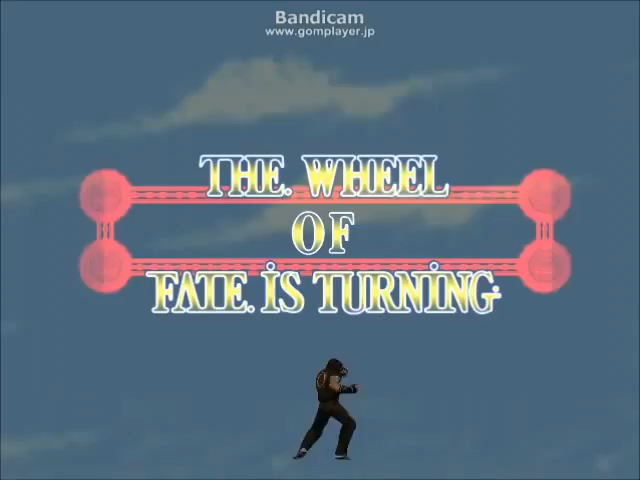 Bandicam
www.gomplayer.jp
THE WHEEL
OF
FATE IS TURNING